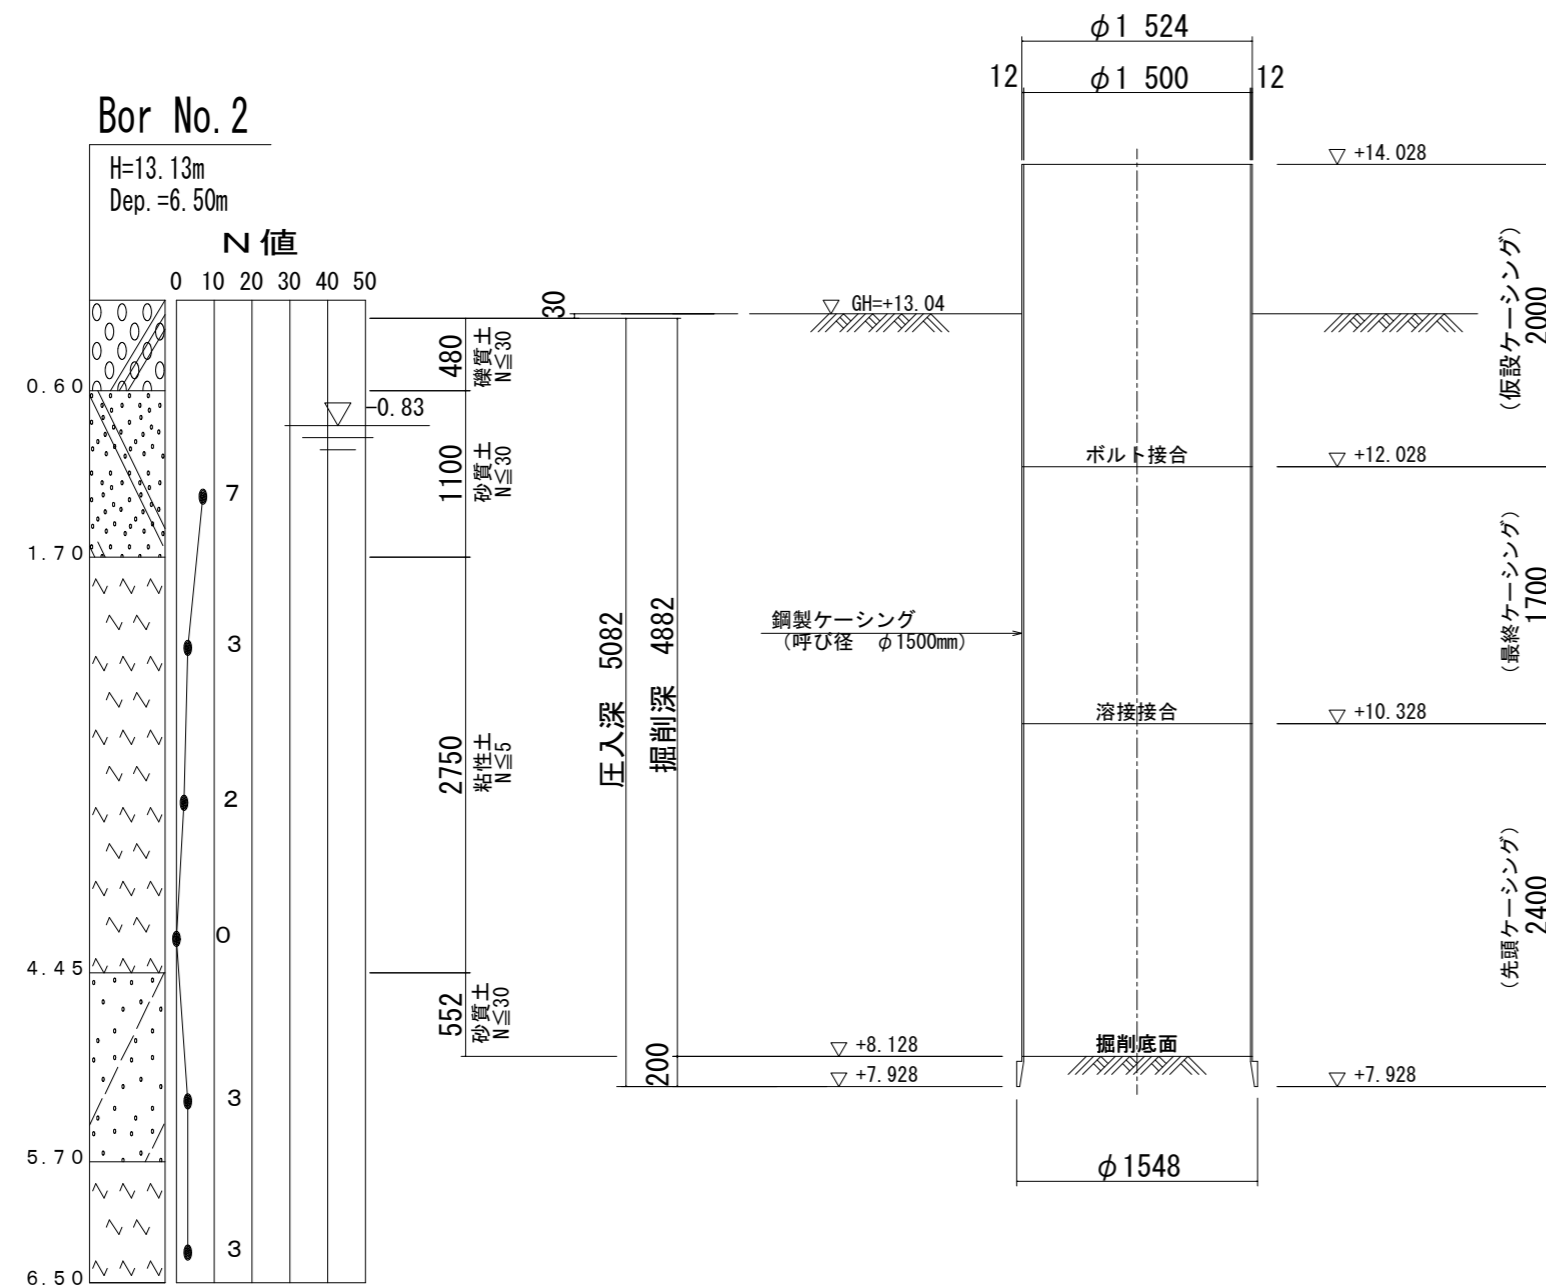 Bor No.2
H=13.13m
Dep.=6.50m
N値
0 10 20 30 40 50
0.60
1.70
4.45
5.70
6.50
-0.83
7
3
2
0
3
3
30
480
礫質土
N≦30
1100
砂質土
N≦30
2750
粘性土
N≦5
552
砂質土
N≦30
圧入深 5082
掘削深 4882
200
φ1 524
12 φ1 500 12
GH=+13.04
鋼製ケーシング
(呼び径 φ1500mm)
ボルト接合
溶接接合
掘削底面
+8.128
+7.928
φ1548
+14.028
(仮設ケーシング)
2000
+12.028
(最終ケーシング)
1700
+10.328
(先頭ケーシング)
2400
+7.928